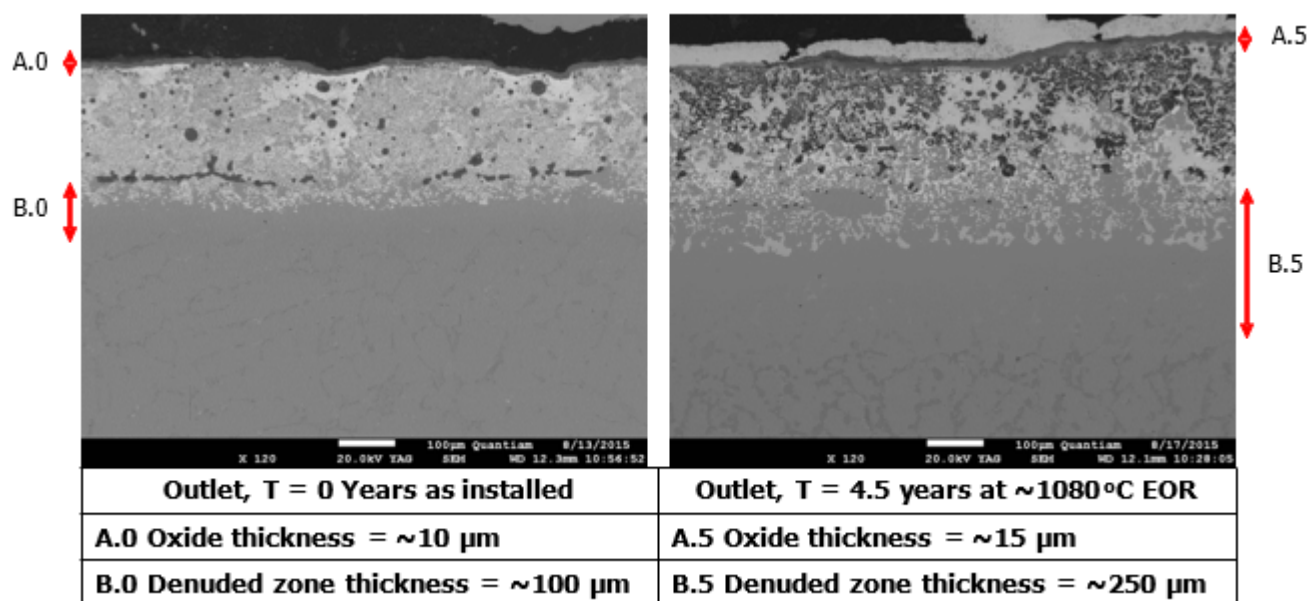 A.0
A.5
B.0
B.5
100µm Quantiam 8/13/2015
X 120 20.0kV YAG SEM WD 12.3mm 10:56:52
100µm Quantiam 8/17/2015
X 120 20.0kV YAG SEM WD 12.1mm 10:28:05
Outlet, T = 0 Years as installed
Outlet, T = 4.5 years at ~1080°C EOR
A.0 Oxide thickness = ~10 µm
A.5 Oxide thickness = ~15 µm
B.0 Denuded zone thickness = ~100 µm
B.5 Denuded zone thickness = ~250 µm